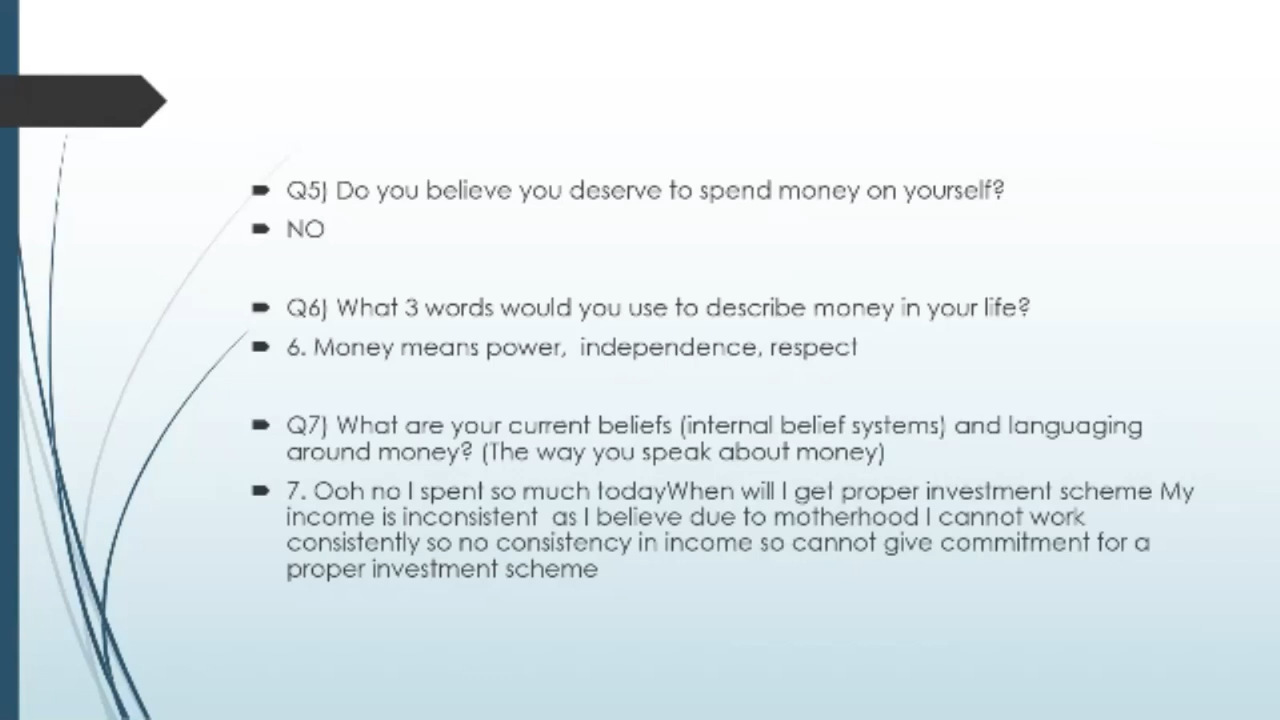 Q5) Do you believe you deserve to spend money on yourself?
NO
Q6) What 3 words would you use to describe money in your life?
6. Money means power,  independence, respect
Q7) What are your current beliefs (internal belief systems) and languaging
around money? (The way you speak about money)
7. Ooh no I spent so much todayWhen will I get proper investment scheme My
income is inconsistent  as I believe due to motherhood I cannot work
consistently so no consistency in income so cannot give commitment for a
proper investment scheme